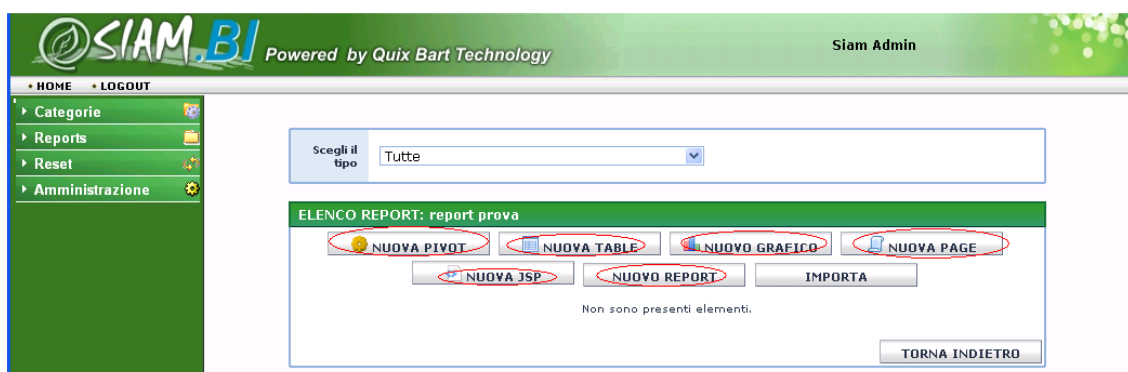 SIAM.BI Powered by Quix Bart Technology
Siam Admin
HOME LOGOUT
Categorie
Reports
Reset
Amministrazione
Scegli il
tipo
Tutte
ELENCO REPORT: report prova
NUOVA PIVOT NUOVA TABLE NUOVO GRAFICO NUOVA PAGE
NUOVA JSP NUOVO REPORT IMPORTA
Non sono presenti elementi.
TORNA INDIETRO